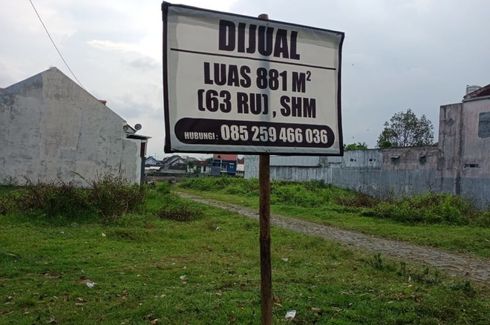 DIJUAL
LUAS 881 M²
(63 RU), SHM
HUBUNGI : 085 259 466 036